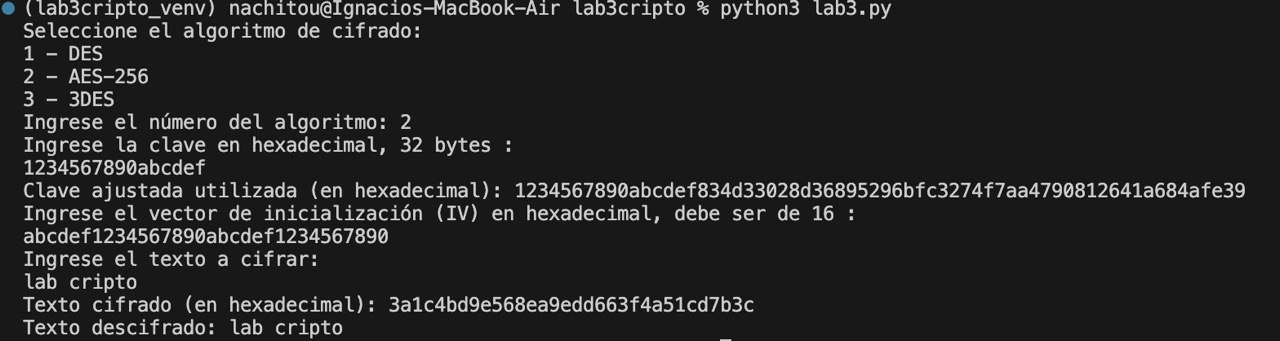 (lab3cripto_venv) nachitou@Ignacios-MacBook-Air lab3cripto % python3 lab3.py
Seleccione el algoritmo de cifrado:
1 - DES
2 - AES-256
3 - 3DES
Ingrese el número del algoritmo: 2
Ingrese la clave en hexadecimal, 32 bytes :
1234567890abcdef
Clave ajustada utilizada (en hexadecimal): 1234567890abcdef834d33028d36895296bfc3274f7aa4790812641a684afe39
Ingrese el vector de inicialización (IV) en hexadecimal, debe ser de 16 :
abcdef1234567890abcdef1234567890
Ingrese el texto a cifrar:
lab cripto
Texto cifrado (en hexadecimal): 3a1c4bd9e568ea9edd663f4a51cd7b3c
Texto descifrado: lab cripto